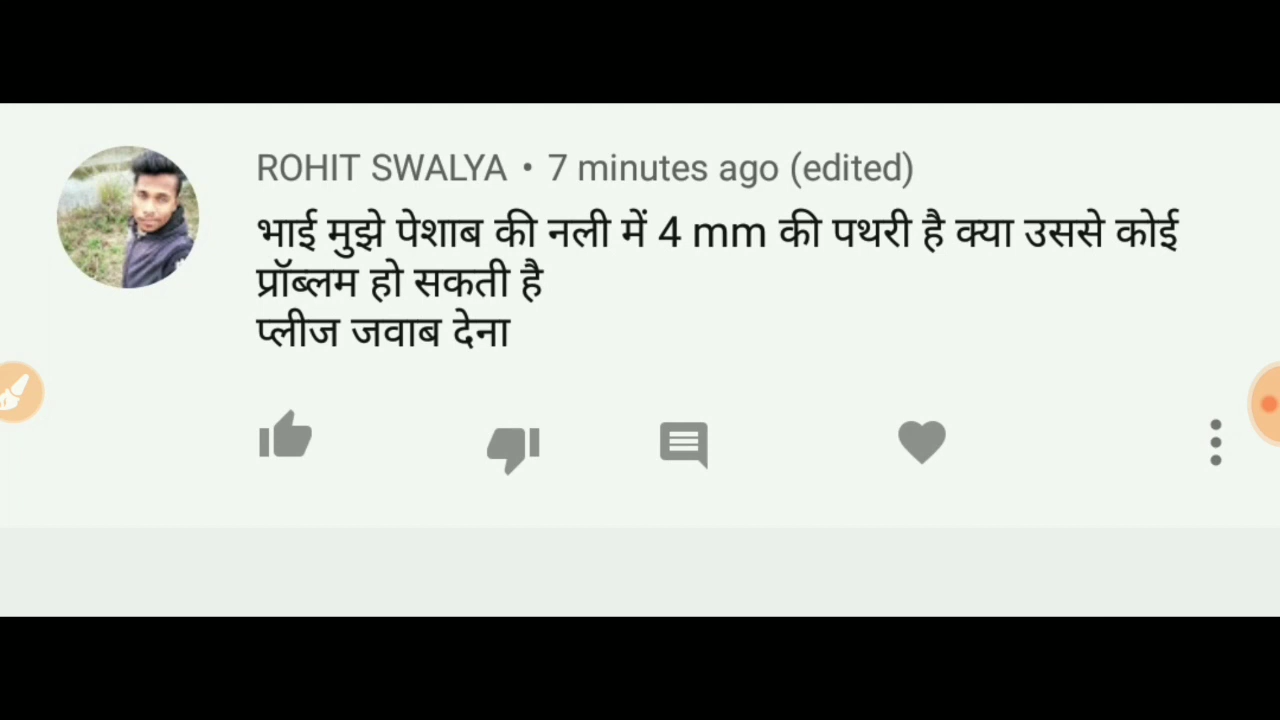 ROHIT SWALYA • 7 minutes ago (edited)
भाई मुझे पेशाब की नली में 4 mm की पथरी है क्या उससे कोई
प्रॉब्लम हो सकती है
प्लीज जवाब देना